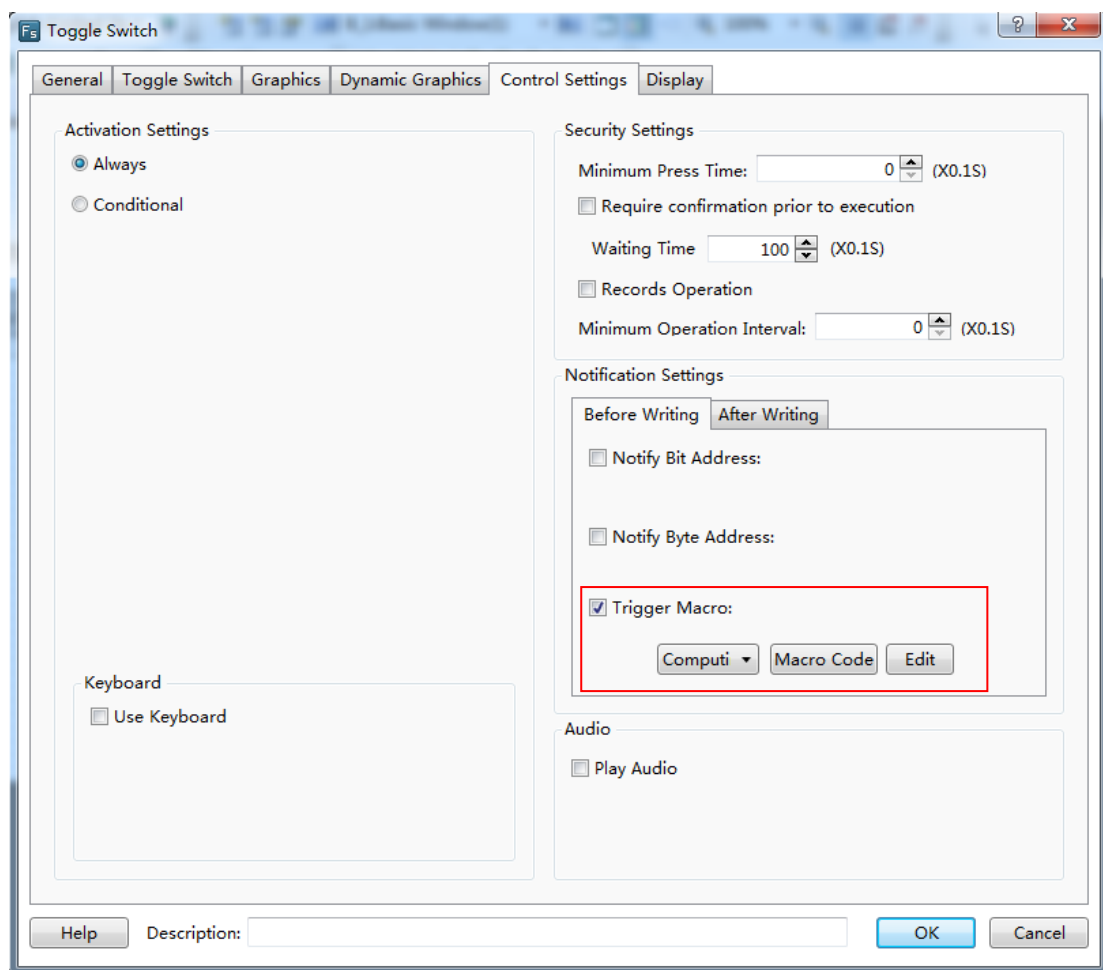 Fs Toggle Switch
?
X
General Toggle Switch Graphics Dynamic Graphics Control Settings Display
Activation Settings
Always
Conditional
Keyboard
Use Keyboard
Security Settings
Minimum Press Time: 0 (X0.1S)
Require confirmation prior to execution
Waiting Time 100 (X0.1S)
Records Operation
Minimum Operation Interval: 0 (X0.1S)
Notification Settings
Before Writing After Writing
Notify Bit Address:
Notify Byte Address:
Trigger Macro:
Computi Macro Code Edit
Audio
Play Audio
Help Description: OK Cancel